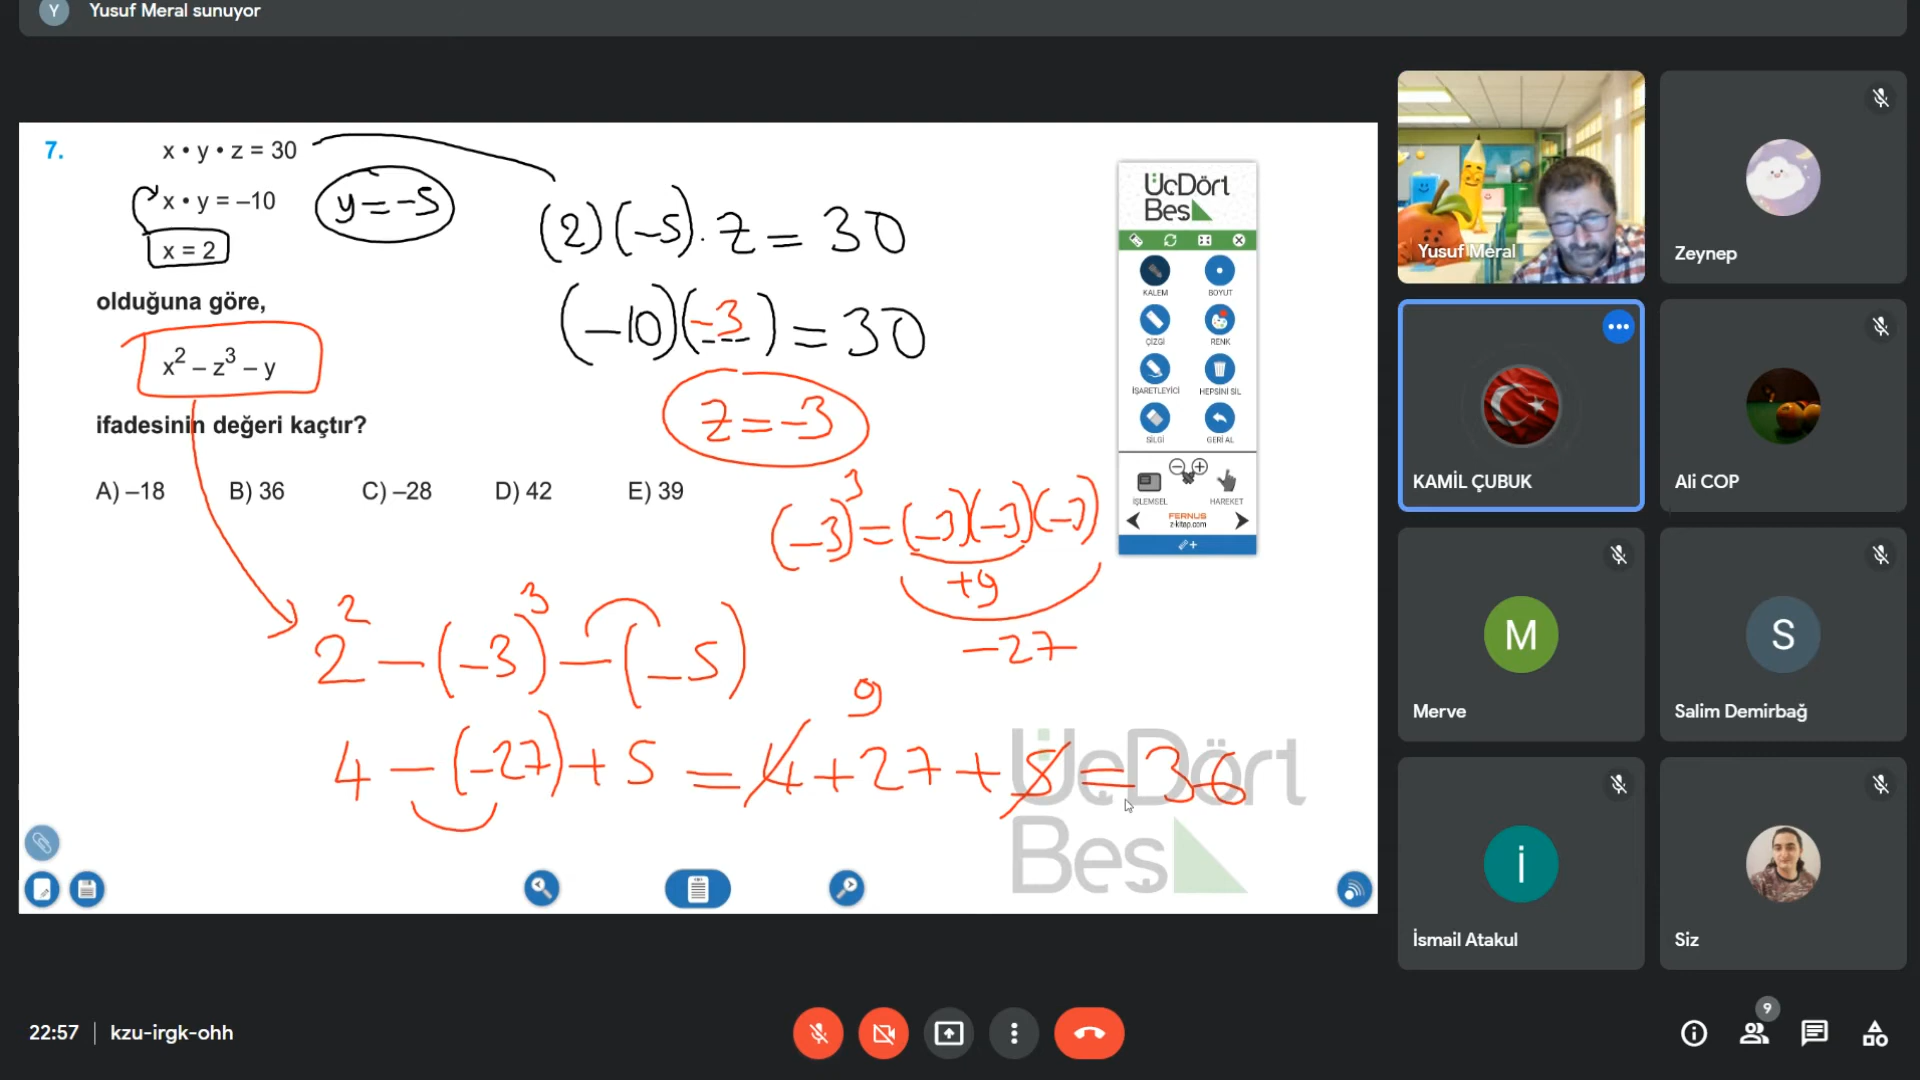 Y Yusuf Meral sunuyor
7. x • y • z = 30
x • y = –10
x = 2
y = -5
olduğuna göre,
x² – z³ – y
ifadesinin değeri kaçtır?
A) –18 B) 36 C) –28 D) 42 E) 39
(2)(-5).z = 30
(-10)(-3) = 30
z = -3
(-3)³ = (-3)(-3)(-3)
+9
-27
2² - (-3)³ - (-5)
9
4 - (-27) + 5 = 4 + 27 + 5 = 36
ÜçDört
Beş
KALEM BOYUT
ÇİZGİ RENK
İŞARETLEYİCİ HEPSİNİ SİL
SİLGİ GERİ AL
İŞLEMSEL HAREKET
FERNUS
z-kitap.com
ÜçDört
Beş
Yusuf Meral
Zeynep
KAMİL ÇUBUK
Ali COP
M
Merve
S
Salim Demirbağ
i
İsmail Atakul
Siz
22:57 | kzu-irgk-ohh
9